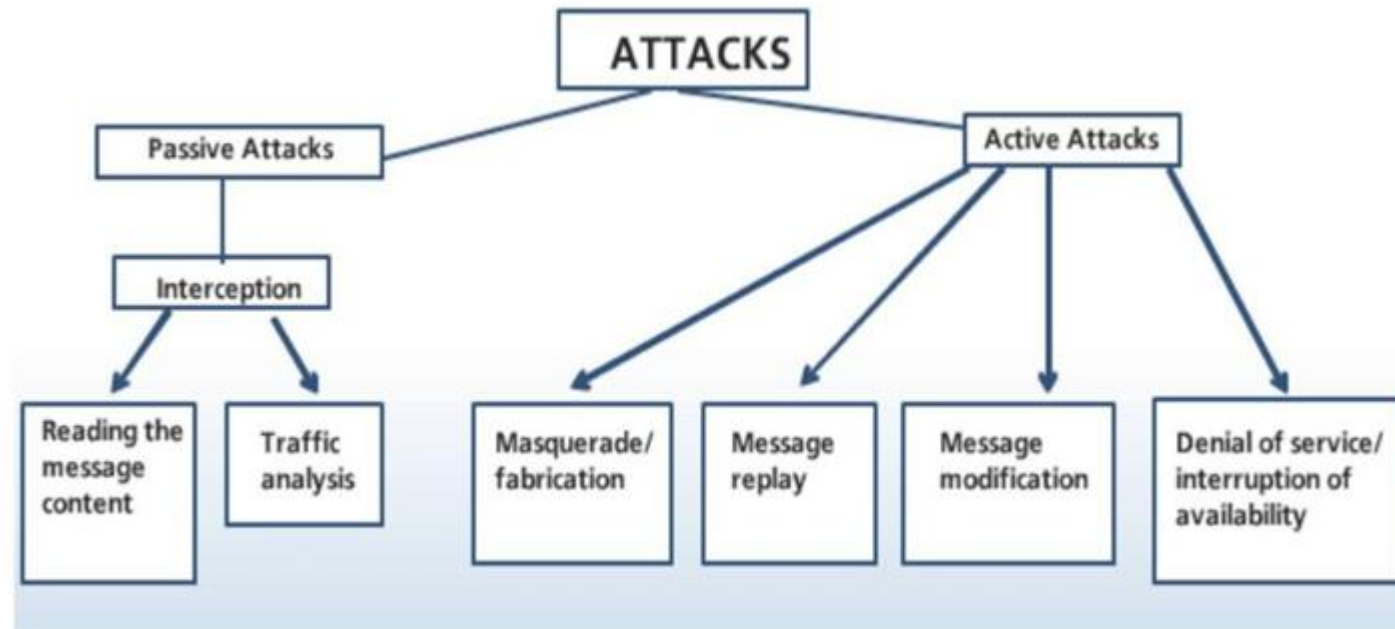 ATTACKS
Passive Attacks
Active Attacks
Interception
Reading the
message
content
Traffic
analysis
Masquerade/
fabrication
Message
replay
Message
modification
Denial of service/
interruption of
availability